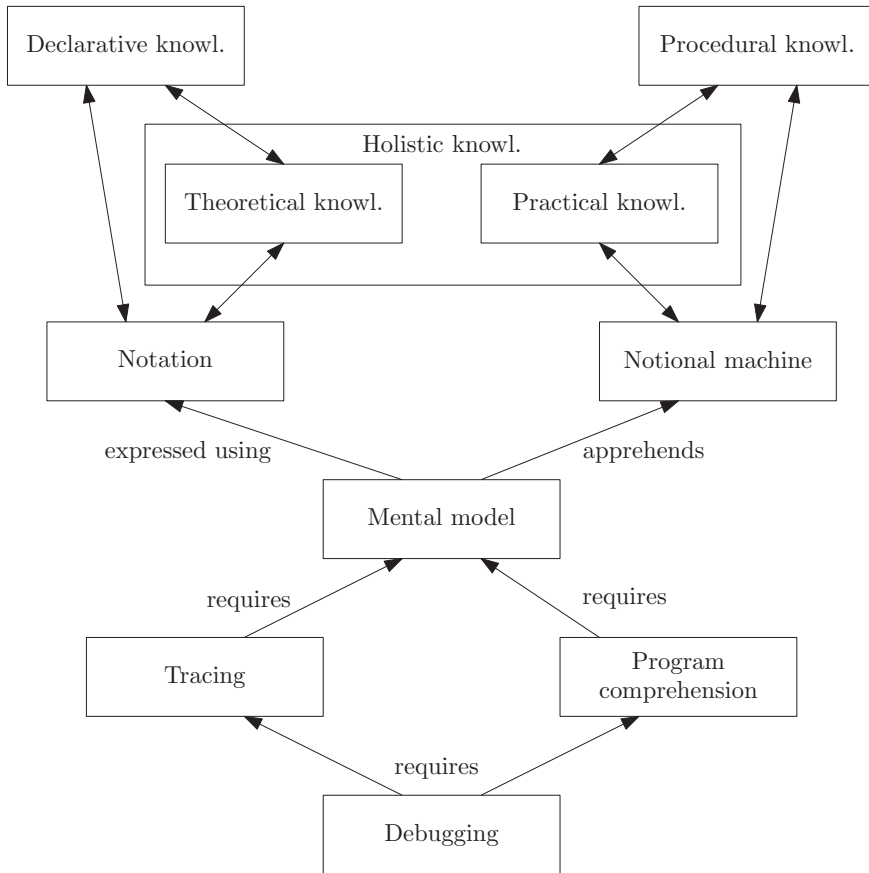 Declarative knowl.
Procedural knowl.
Holistic knowl.
Theoretical knowl.
Practical knowl.
Notation
Notional machine
expressed using
apprehends
Mental model
requires
requires
Tracing
Program
comprehension
requires
Debugging